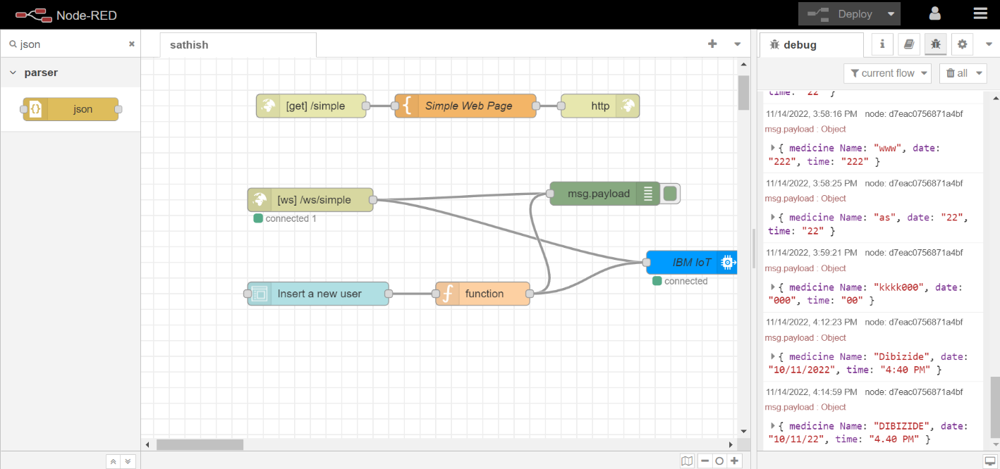 Node-RED
Deploy
json
parser
json
sathish
[get] /simple
Simple Web Page
http
[ws] /ws/simple
connected 1
msg.payload
IBM IoT
connected
Insert a new user
function
debug
current flow
all
time: "22" }
11/14/2022, 3:58:16 PM node: d7eac0756871a4bf
msg.payload : Object
{ medicine Name: "www", date:
"222", time: "222" }
11/14/2022, 3:58:25 PM node: d7eac0756871a4bf
msg.payload : Object
{ medicine Name: "as", date: "22",
time: "22" }
11/14/2022, 3:59:21 PM node: d7eac0756871a4bf
msg.payload : Object
{ medicine Name: "kkkk000", date:
"000", time: "00" }
11/14/2022, 4:12:23 PM node: d7eac0756871a4bf
msg.payload : Object
{ medicine Name: "Dibizide", date:
"10/11/2022", time: "4:40 PM" }
11/14/2022, 4:14:59 PM node: d7eac0756871a4bf
msg.payload : Object
{ medicine Name: "DIBIZIDE", date:
"10/11/22", time: "4.40 PM" }